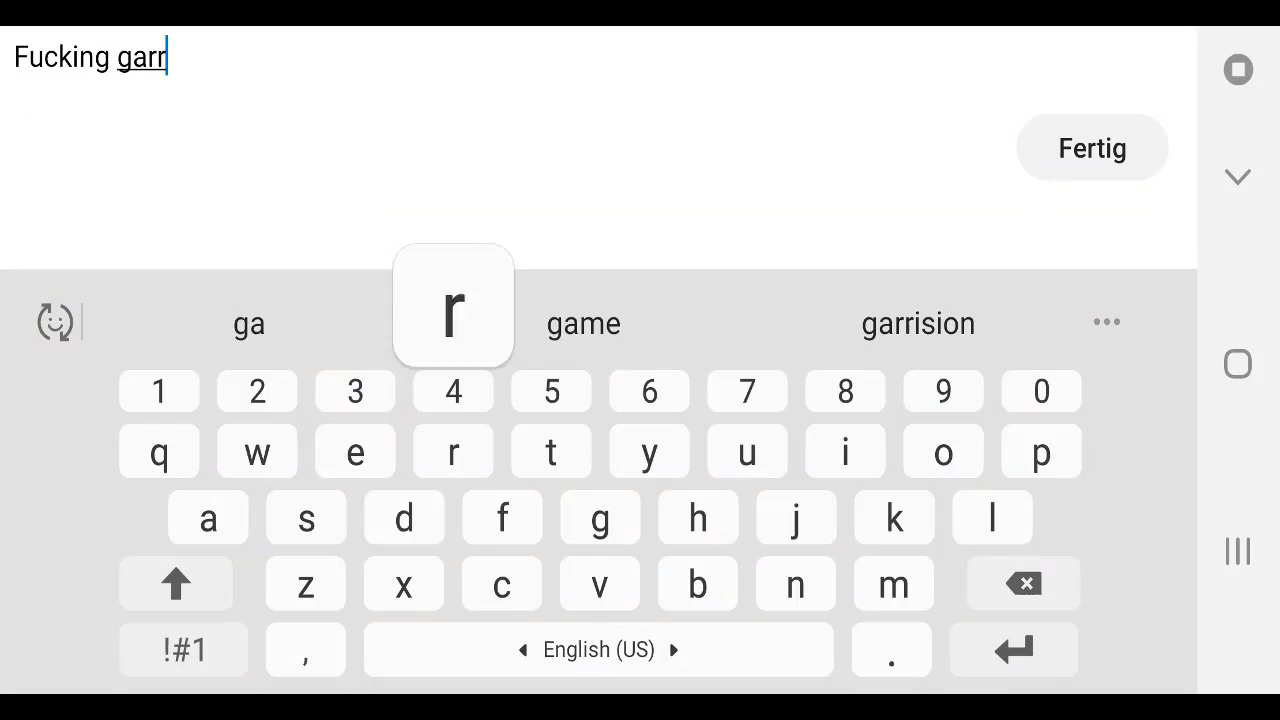 Fucking garr
Fertig
r
ga game garrision
1 2 3 4 5 6 7 8 9 0
q w e r t y u i o p
a s d f g h j k l
z x c v b n m
!#1 , English (US) .